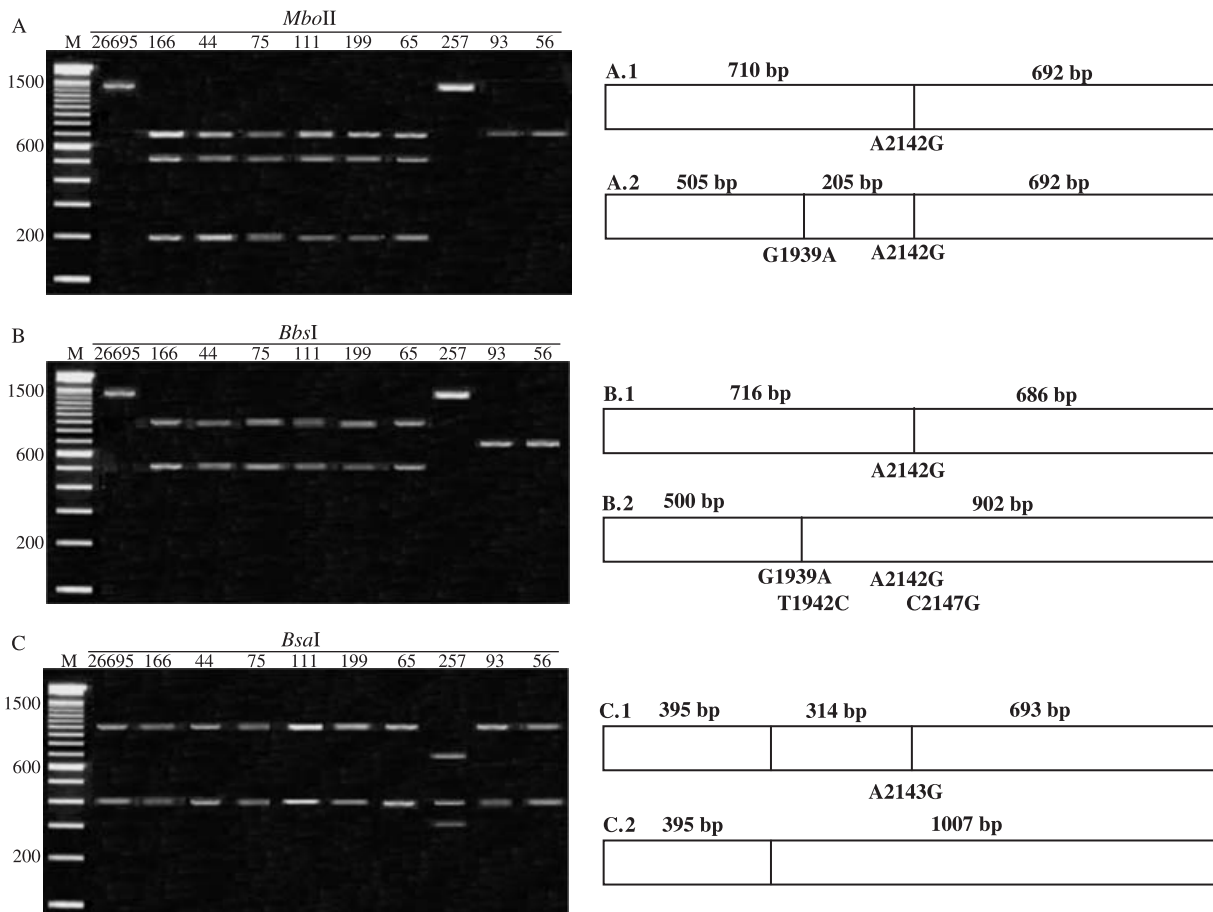 A
MboII
M 26695 166 44 75 111 199 65 257 93 56
1500
600
200
A.1 710 bp 692 bp
A2142G
A.2 505 bp 205 bp 692 bp
G1939A A2142G
B
BbsI
M 26695 166 44 75 111 199 65 257 93 56
1500
600
200
B.1 716 bp 686 bp
A2142G
B.2 500 bp 902 bp
G1939A A2142G
T1942C C2147G
C
BsaI
M 26695 166 44 75 111 199 65 257 93 56
1500
600
200
C.1 395 bp 314 bp 693 bp
A2143G
C.2 395 bp 1007 bp